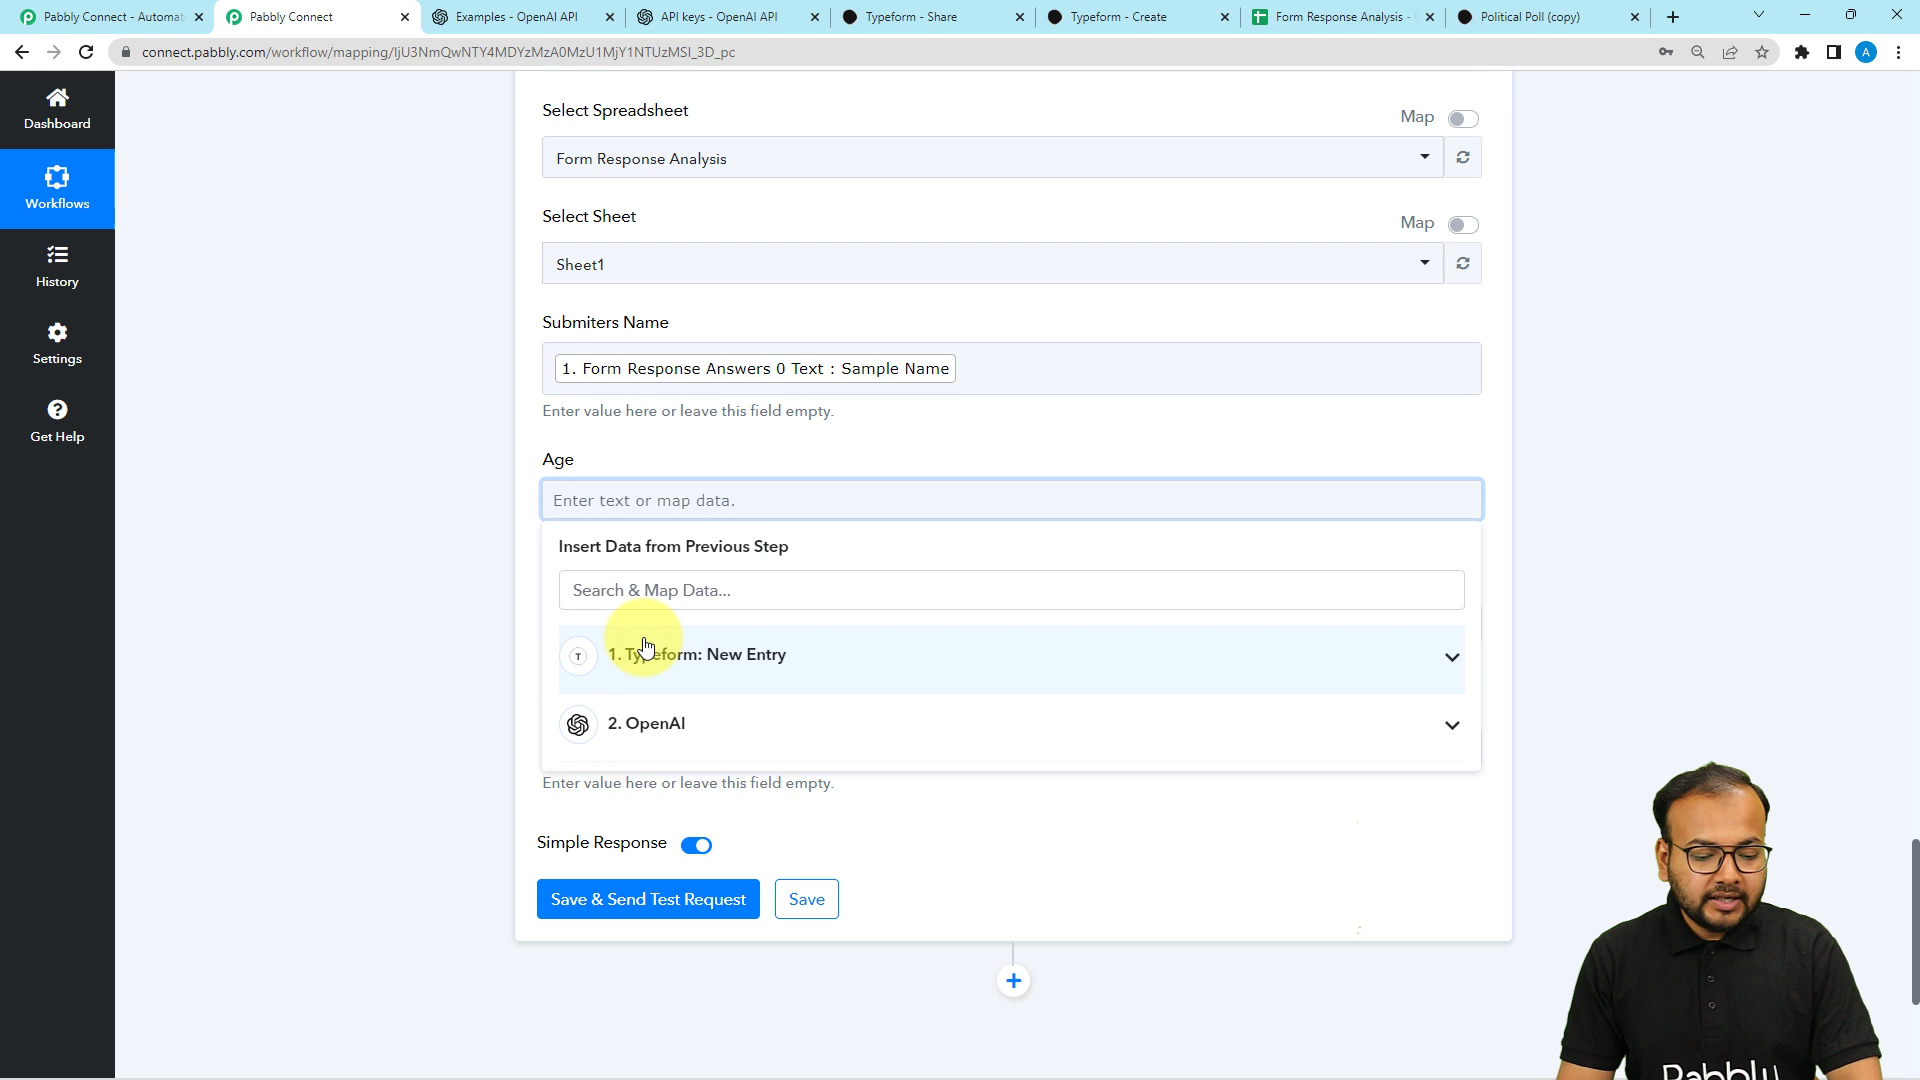 Pabbly Connect - Automat
Pabbly Connect
Examples - OpenAI API
API keys - OpenAI API
Typeform - Share
Typeform - Create
Form Response Analysis -
Political Poll (copy)
connect.pabbly.com/workflow/mapping/IjU3NmQwNTY4MDYzMzA0MzU1MjY1NTUzMSI_3D_pc
A
Dashboard
Workflows
History
Settings
Get Help
Select Spreadsheet
Map
Form Response Analysis
Select Sheet
Map
Sheet1
Submiters Name
1. Form Response Answers 0 Text : Sample Name
Enter value here or leave this field empty.
Age
Enter text or map data.
Insert Data from Previous Step
Search & Map Data...
T
1. Typeform: New Entry
2. OpenAI
Enter value here or leave this field empty.
Simple Response
Save & Send Test Request
Save
Pabbly